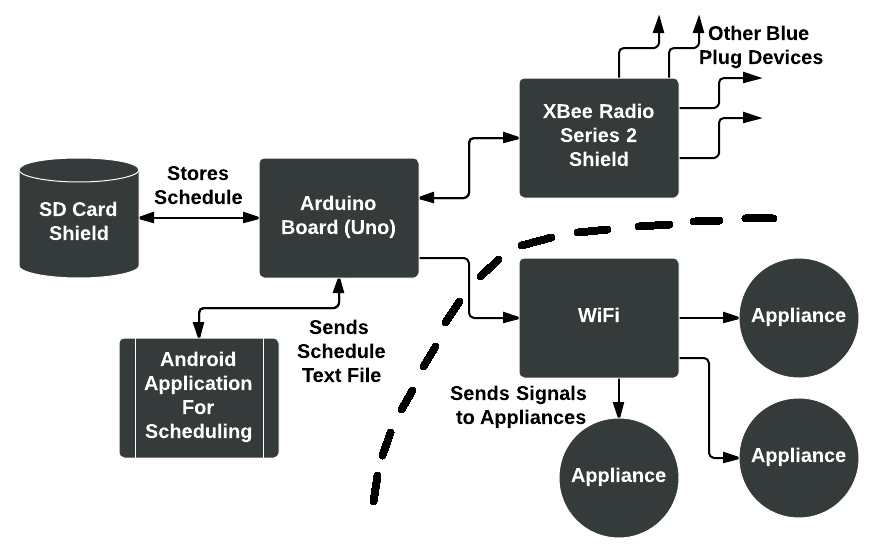 Other Blue
Plug Devices
XBee Radio
Series 2
Shield
Stores
Schedule
SD Card
Shield
Arduino
Board (Uno)
WiFi
Appliance
Sends
Schedule
Text File
Android
Application
For
Scheduling
Sends Signals
to Appliances
Appliance
Appliance